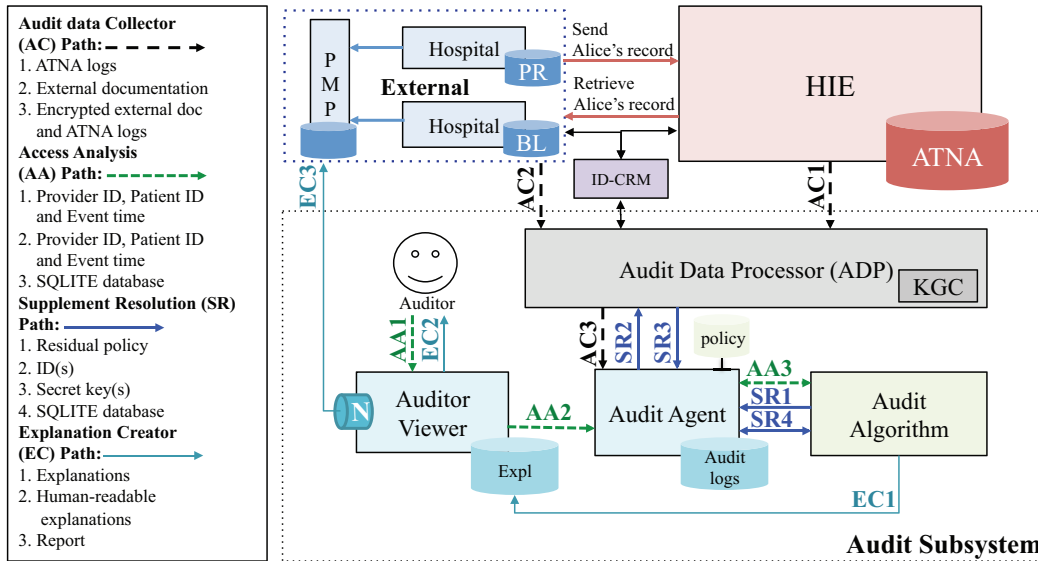 Audit data Collector
(AC) Path:
1. ATNA logs
2. External documentation
3. Encrypted external doc
and ATNA logs
Access Analysis
(AA) Path:
1. Provider ID, Patient ID
and Event time
2. Provider ID, Patient ID
and Event time
3. SQLITE database
Supplement Resolution (SR)
Path:
1. Residual policy
2. ID(s)
3. Secret key(s)
4. SQLITE database
Explanation Creator
(EC) Path:
1. Explanations
2. Human-readable
explanations
3. Report
PMP
Hospital
PR
External
Hospital
BL
Send
Alice's record
Retrieve
Alice's record
HIE
ATNA
ID-CRM
EC3
AC2
AC1
Audit Data Processor (ADP)
KGC
Auditor
AA1
EC2
AC3
SR2
SR3
policy
N
Auditor
Viewer
Expl
AA2
Audit Agent
Audit
logs
AA3
SR1
SR4
Audit
Algorithm
EC1
Audit Subsystem